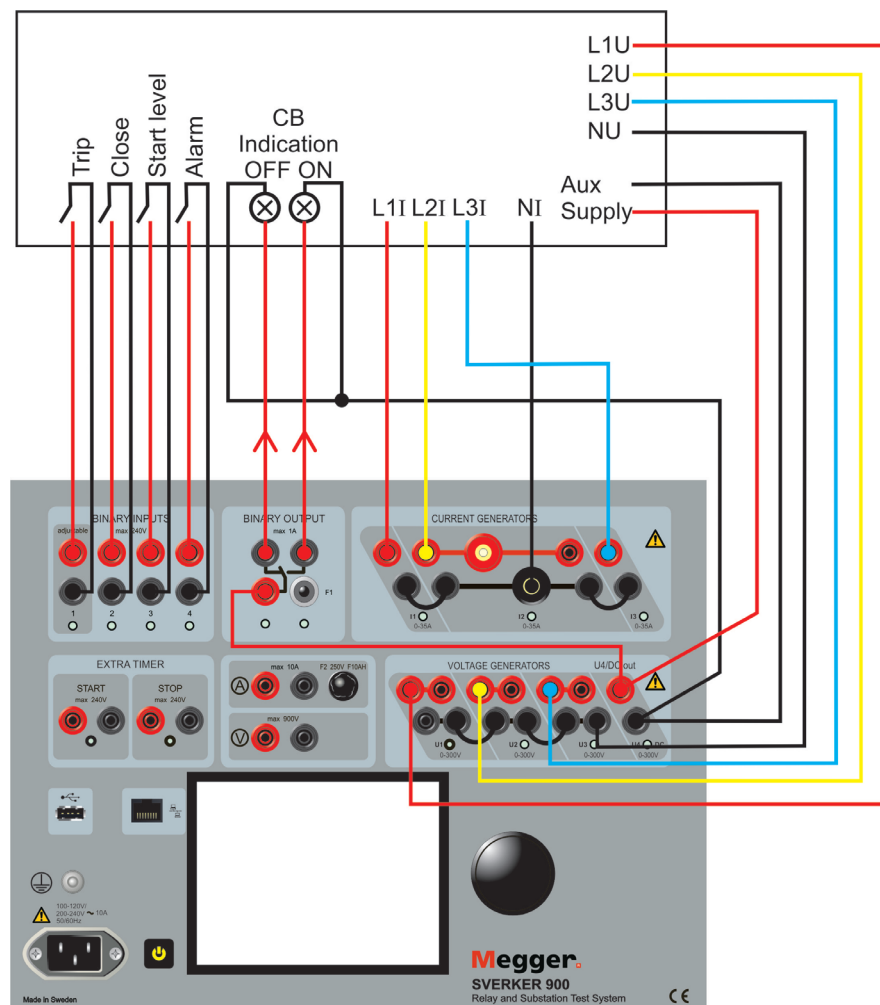 L1U
L2U
L3U
NU
Aux
Supply
Trip
Close
Start level
Alarm
CB
Indication
OFF ON
L1I L2I L3I NI
BINARY INPUTS
adjustable max 240V
1 2 3 4
BINARY OUTPUT
max 1A
F1
CURRENT GENERATORS
I1 I2 I3
0-35A 0-35A 0-35A
EXTRA TIMER
START STOP
max 240V max 240V
max 10A F2 250V F10AH
A
max 900V
V
VOLTAGE GENERATORS U4/DC out
U1 U2 U3 U4 DC
0-300V 0-300V 0-300V 0-300V
100-120V/
200-240V ~ 10A
50/60Hz
Made in Sweden
Megger.
SVERKER 900
Relay and Substation Test System
CE